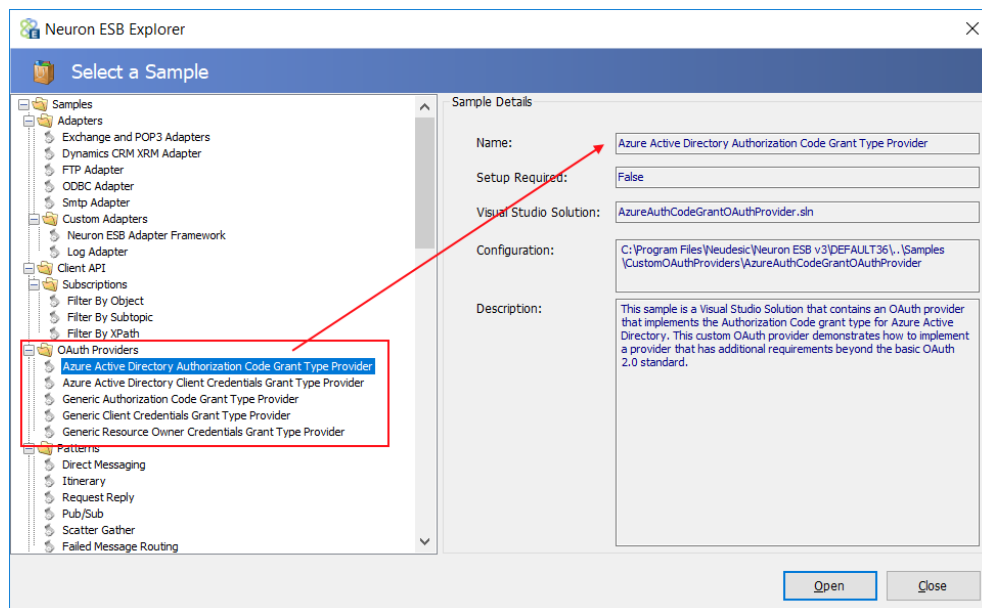 Neuron ESB Explorer
Select a Sample
Samples
Adapters
Exchange and POP3 Adapters
Dynamics CRM XRM Adapter
FTP Adapter
ODBC Adapter
Smtp Adapter
Custom Adapters
Neuron ESB Adapter Framework
Log Adapter
Client API
Subscriptions
Filter By Object
Filter By Subtopic
Filter By XPath
OAuth Providers
Azure Active Directory Authorization Code Grant Type Provider
Azure Active Directory Client Credentials Grant Type Provider
Generic Authorization Code Grant Type Provider
Generic Client Credentials Grant Type Provider
Generic Resource Owner Credentials Grant Type Provider
Patterns
Direct Messaging
Itinerary
Request Reply
Pub/Sub
Scatter Gather
Failed Message Routing
Sample Details
Name: Azure Active Directory Authorization Code Grant Type Provider
Setup Required: False
Visual Studio Solution: AzureAuthCodeGrantOAuthProvider.sln
Configuration: C:\Program Files\Neudesic\Neuron ESB v3\DEFAULT36\..\Samples
\CustomOAuthProviders\AzureAuthCodeGrantOAuthProvider
Description: This sample is a Visual Studio Solution that contains an OAuth provider
that implements the Authorization Code grant type for Azure Active
Directory. This custom OAuth provider demonstrates how to implement
a provider that has additional requirements beyond the basic OAuth
2.0 standard.
Open Close